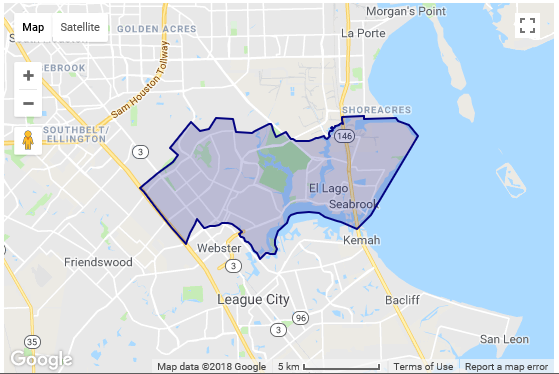 Morgan's Point
Map
Satellite
GOLDEN ACRES
La Porte
Sam Houston Tollway
SHOREACRES
SOUTHBELT/
ELLINGTON
3
146
El Lago
Seabrook
Webster
Kemah
Friendswood
3
League City
Bacliff
96
3
35
San Leon
Google
Map data ©2018 Google
5 km
Terms of Use
Report a map error